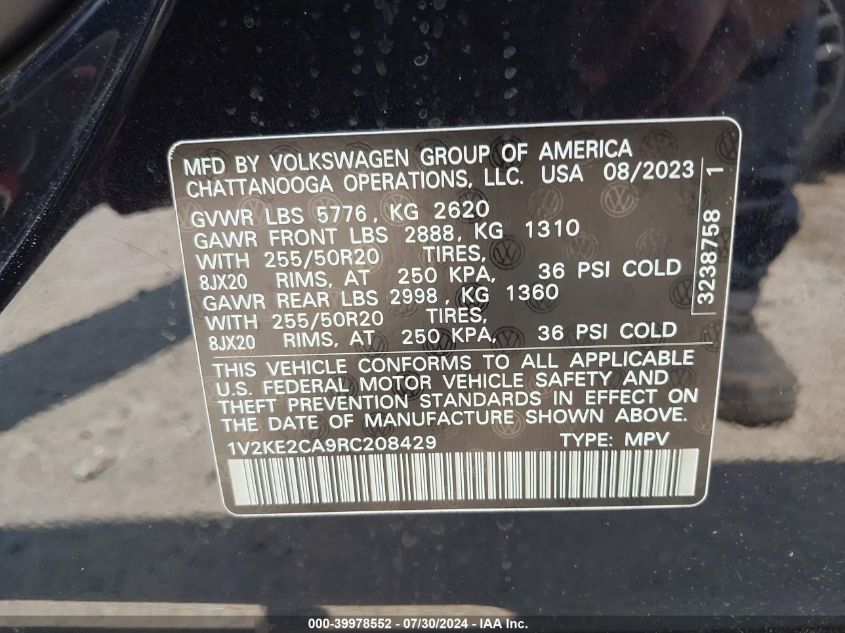 MFD BY VOLKSWAGEN GROUP OF AMERICA
CHATTANOOGA OPERATIONS, LLC. USA 08/2023
GVWR LBS 5776, KG 2620
GAWR FRONT LBS 2888, KG 1310
WITH 255/50R20 TIRES,
8JX20 RIMS, AT 250 KPA, 36 PSI COLD
GAWR REAR LBS 2998, KG 1360
WITH 255/50R20 TIRES,
8JX20 RIMS, AT 250 KPA, 36 PSI COLD
3238758 1
THIS VEHICLE CONFORMS TO ALL APPLICABLE
U.S. FEDERAL MOTOR VEHICLE SAFETY AND
THEFT PREVENTION STANDARDS IN EFFECT ON
THE DATE OF MANUFACTURE SHOWN ABOVE.
1V2KE2CA9RC208429 TYPE: MPV
000-39978552 - 07/30/2024 - IAA Inc.